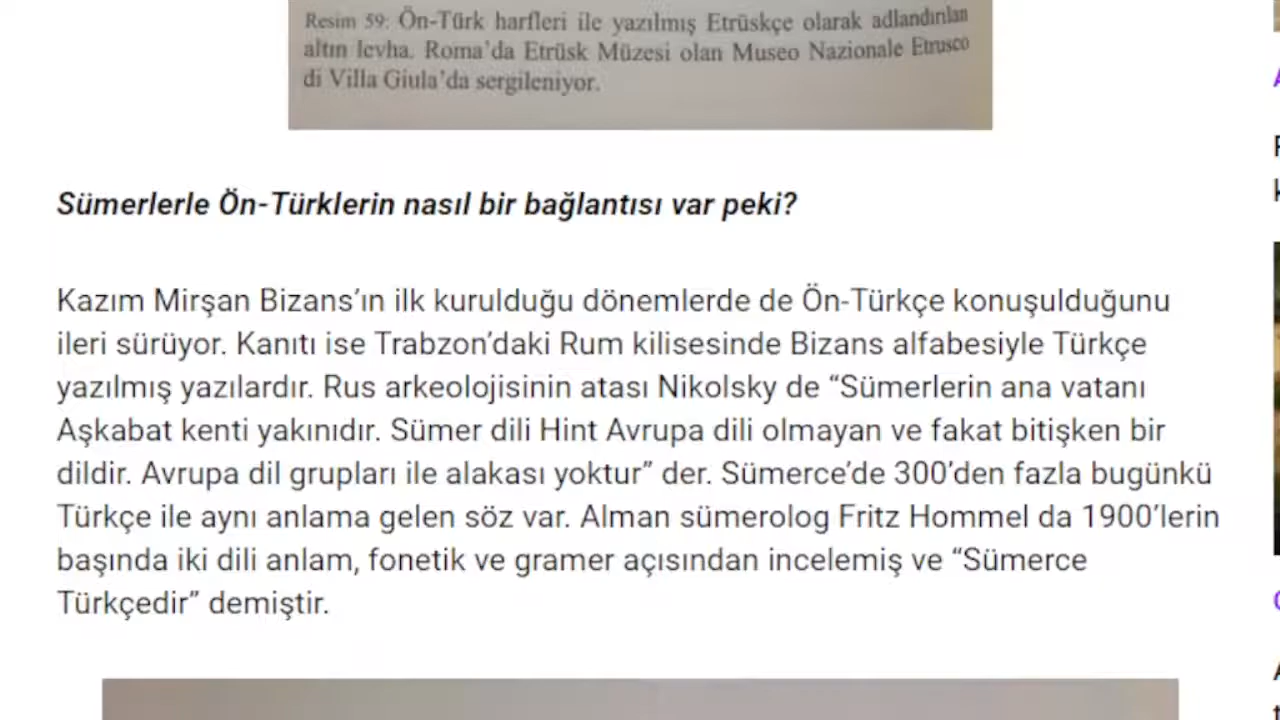 Resim 59: Ön-Türk harfleri ile yazılmış Etrüskçe olarak adlandırılan
altın levha. Roma'da Etrüsk Müzesi olan Museo Nazionale Etrusco
di Villa Giula'da sergileniyor.
Sümerlerle Ön-Türklerin nasıl bir bağlantısı var peki?
Kazım Mirşan Bizans’ın ilk kurulduğu dönemlerde de Ön-Türkçe konuşulduğunu
ileri sürüyor. Kanıtı ise Trabzon’daki Rum kilisesinde Bizans alfabesiyle Türkçe
yazılmış yazılardır. Rus arkeolojisinin atası Nikolsky de “Sümerlerin ana vatanı
Aşkabat kenti yakınıdır. Sümer dili Hint Avrupa dili olmayan ve fakat bitişken bir
dildir. Avrupa dil grupları ile alakası yoktur” der. Sümerce’de 300’den fazla bugünkü
Türkçe ile aynı anlama gelen söz var. Alman sümerolog Fritz Hommel da 1900’lerin
başında iki dili anlam, fonetik ve gramer açısından incelemiş ve “Sümerce
Türkçedir” demiştir.